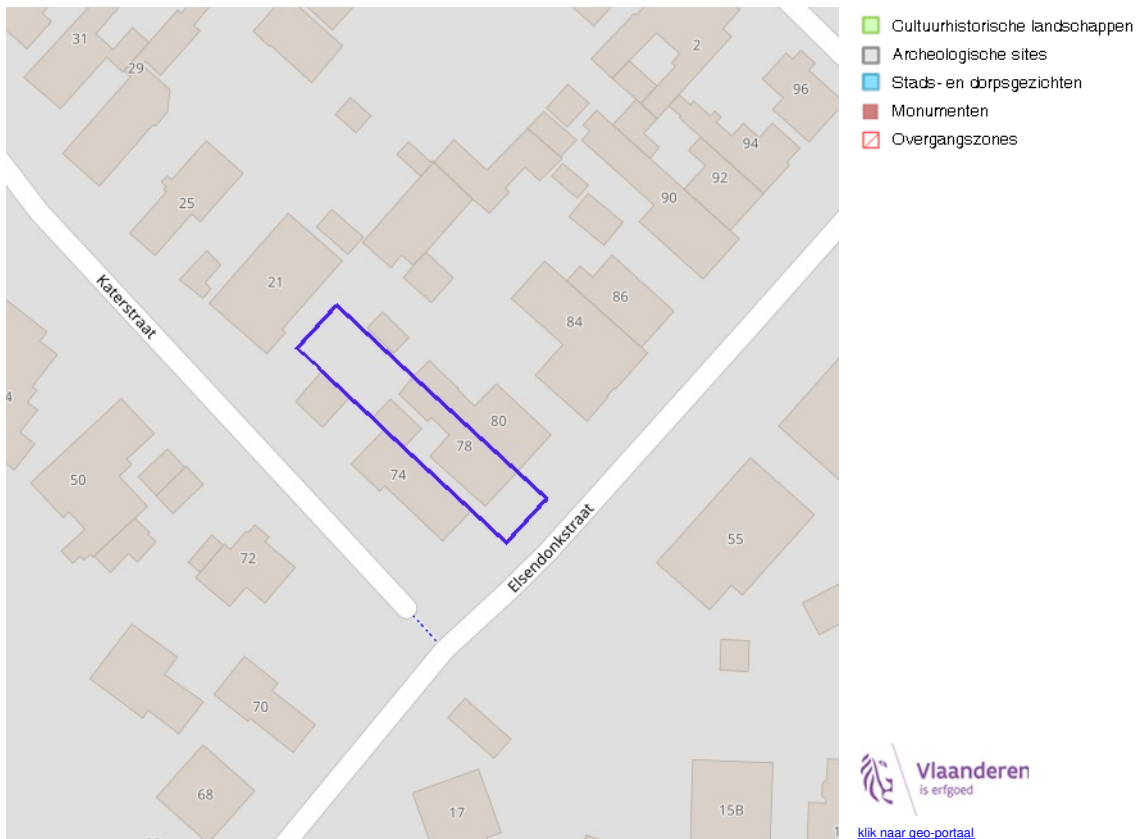 31
29
2
96
94
92
90
25
21
86
84
Katerstraat
80
78
74
50
72
55
Elsendonkstraat
70
68
17
15B
Cultuurhistorische landschappen
Archeologische sites
Stads- en dorpsgezichten
Monumenten
Overgangszones
Vlaanderen
is erfgoed
klik naar geo-portaal